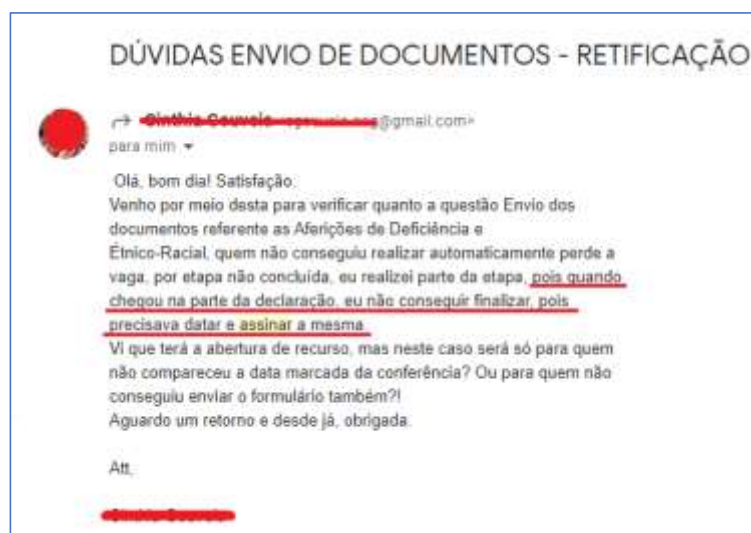 DÚVIDAS ENVIO DE DOCUMENTOS - RETIFICAÇÃO
@gmail.com>
para mim
Olá, bom dia! Satisfação.
Venho por meio desta para verificar quanto a questão Envio dos
documentos referente as Aferições de Deficiência e
Étnico-Racial, quem não conseguiu realizar automaticamente perde a
vaga, por etapa não concluída, eu realizei parte da etapa, pois quando
chegou na parte da declaração, eu não conseguir finalizar, pois
precisava datar e assinar a mesma.
Vi que terá a abertura de recurso, mas neste caso será só para quem
não compareceu a data marcada da conferência? Ou para quem não
conseguiu enviar o formulário também?!
Aguardo um retorno e desde já, obrigada.
Att,